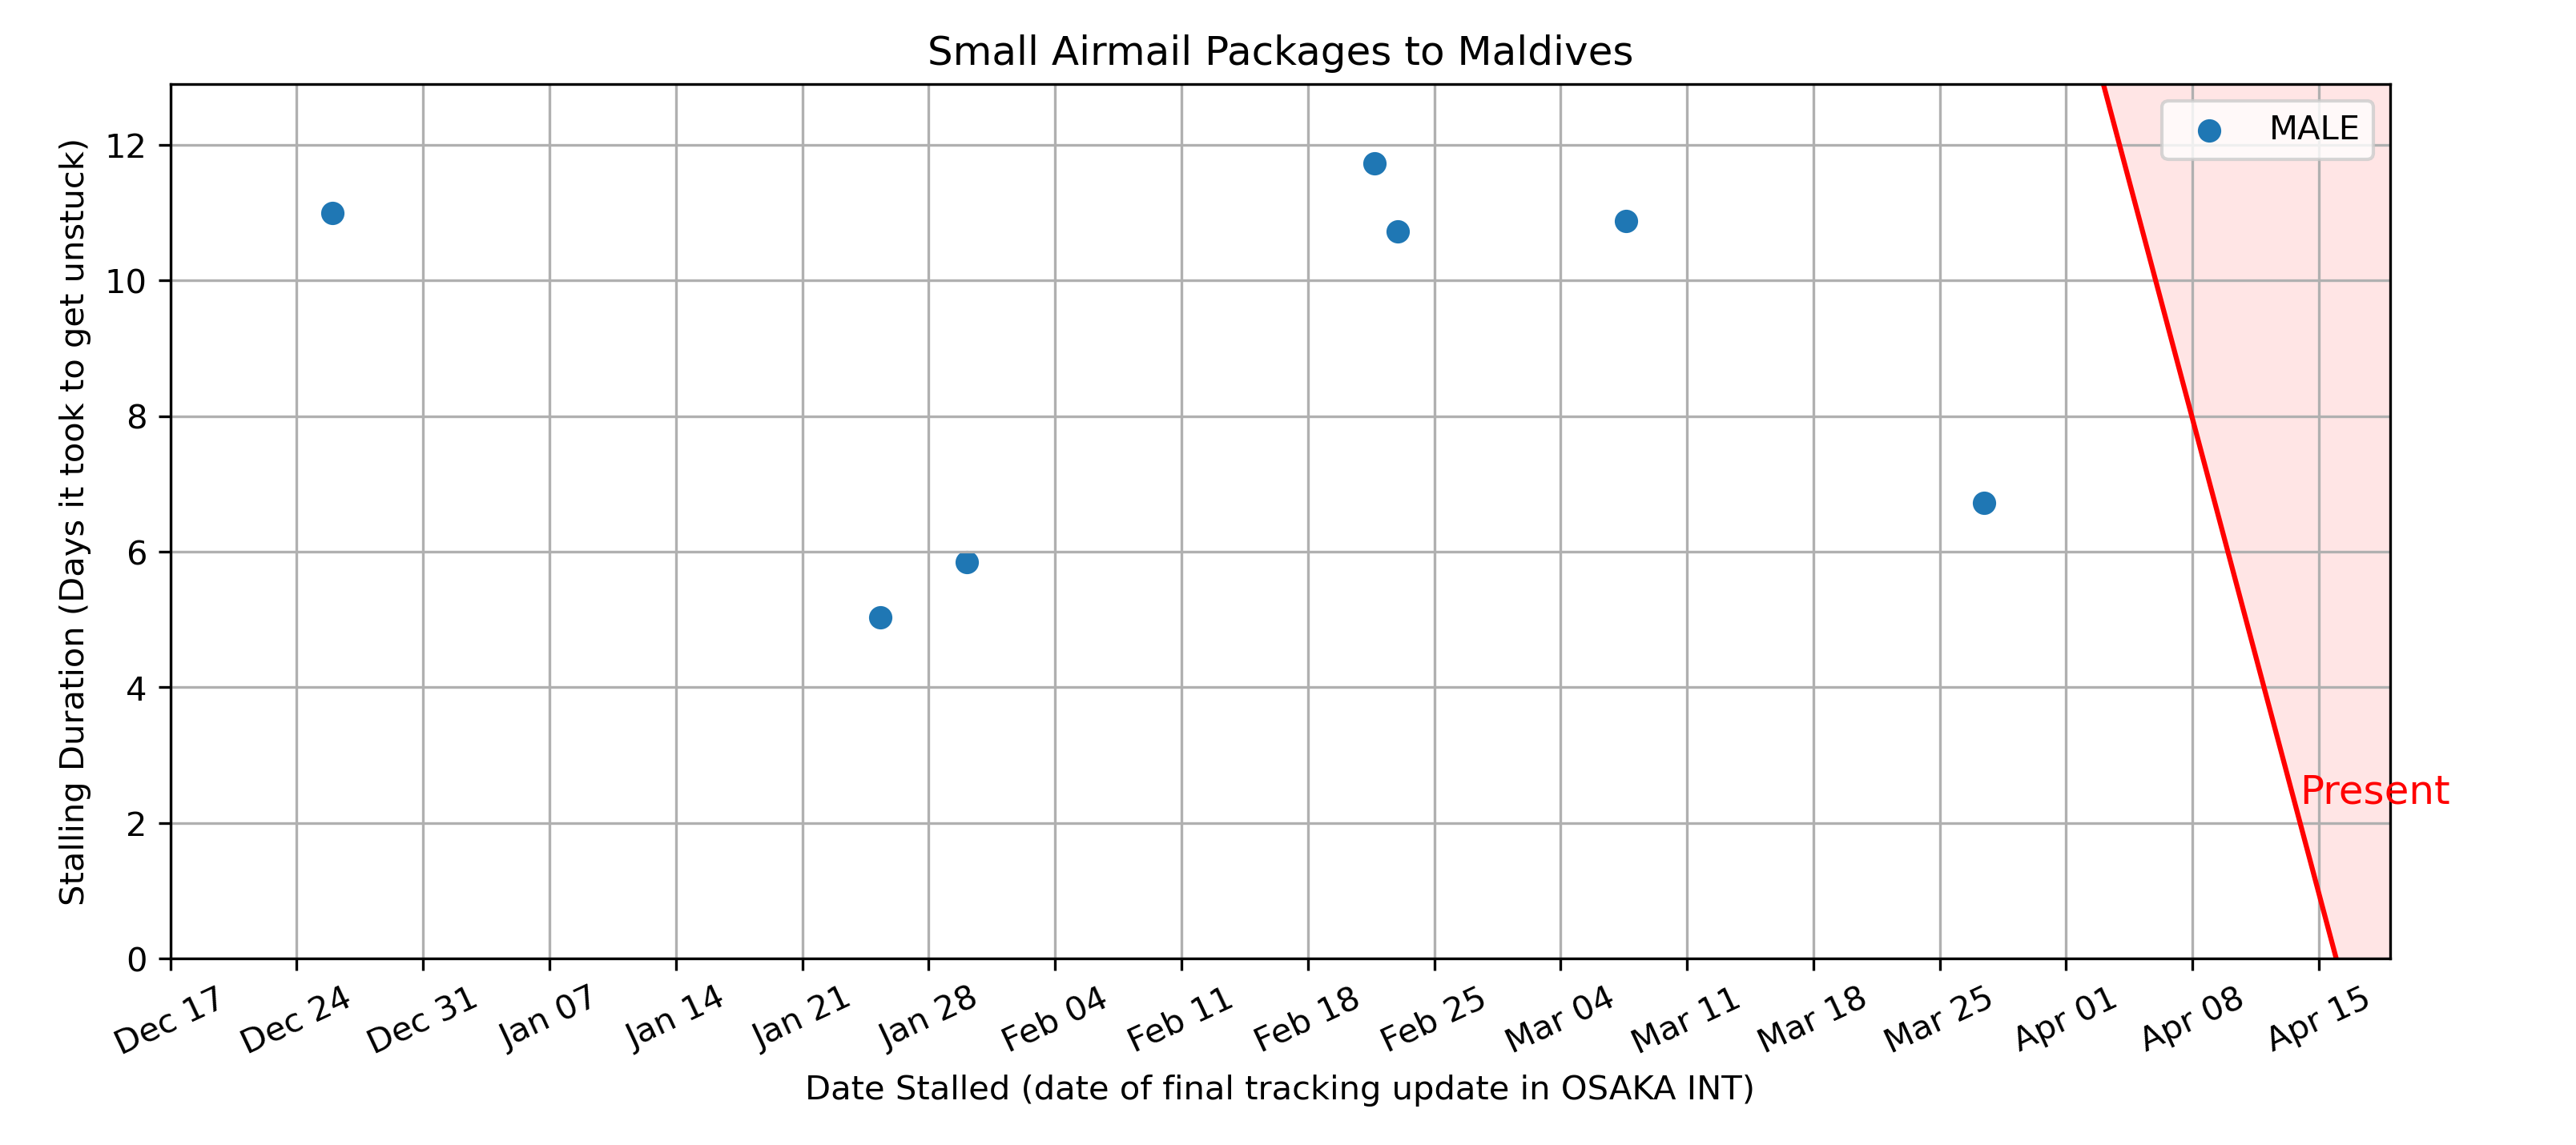 Small Airmail Packages to Maldives
MALE
Stalling Duration (Days it took to get unstuck)
12
10
8
6
4
2
0
Present
Dec 17
Dec 24
Dec 31
Jan 07
Jan 14
Jan 21
Jan 28
Feb 04
Feb 11
Feb 18
Feb 25
Mar 04
Mar 11
Mar 18
Mar 25
Apr 01
Apr 08
Apr 15
Date Stalled (date of final tracking update in OSAKA INT)